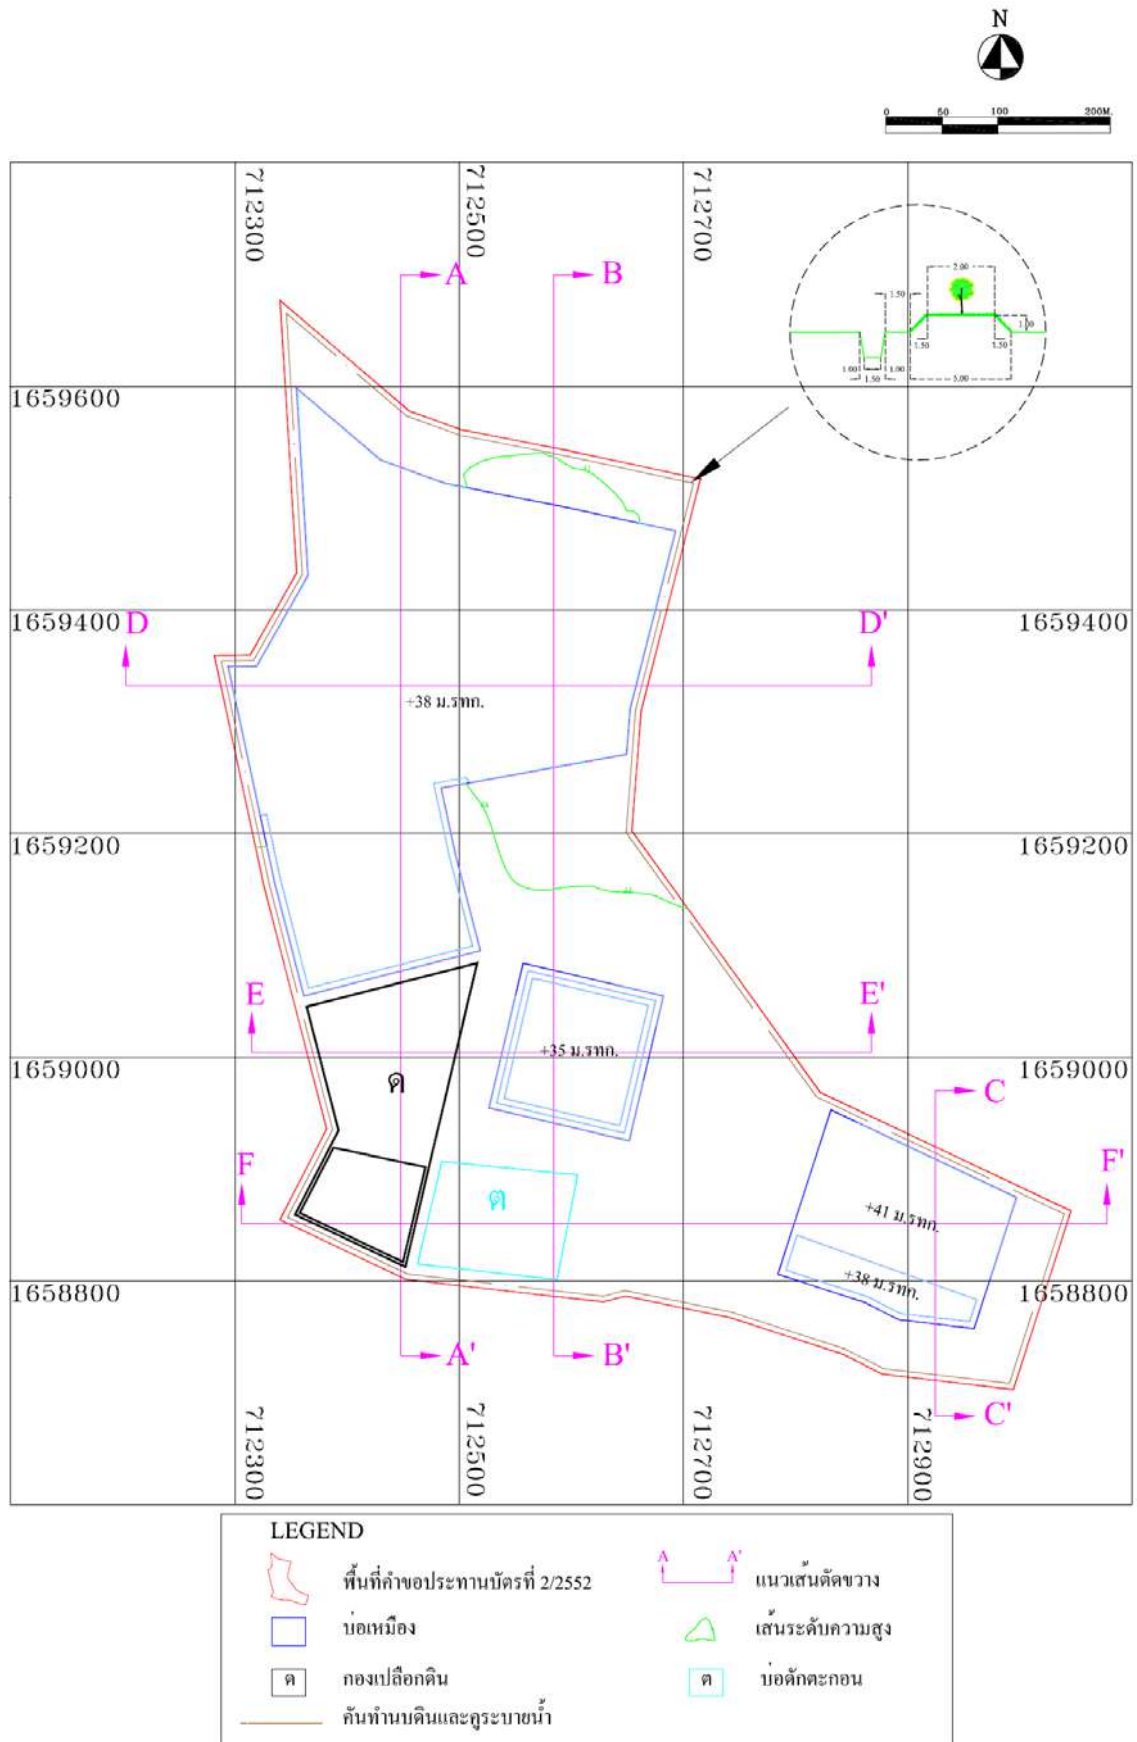 N
0 50 100 200M.
712300 712500 712700
A B
2.00
1.50
1.00
1.50 1.50
1.00 1.00
1.50 5.00
1659600
1659400 D D' 1659400
+38 ม.รทก.
1659200 1659200
E E'
+35 ม.รทก.
1659000 1659000
ด C
F F'
ต +41 ม.รทก.
+38 ม.รทก.
1658800 1658800
A' B'
C'
712300 712500 712700 712900
LEGEND
พื้นที่คำขอประทานบัตรที่ 2/2552
A A' แนวเส้นตัดขวาง
บ่อเหมือง
เส้นระดับความสูง
ด กองเปลือกดิน
ต บ่อดักตะกอน
คันทำนบดินและคูระบายน้ำ